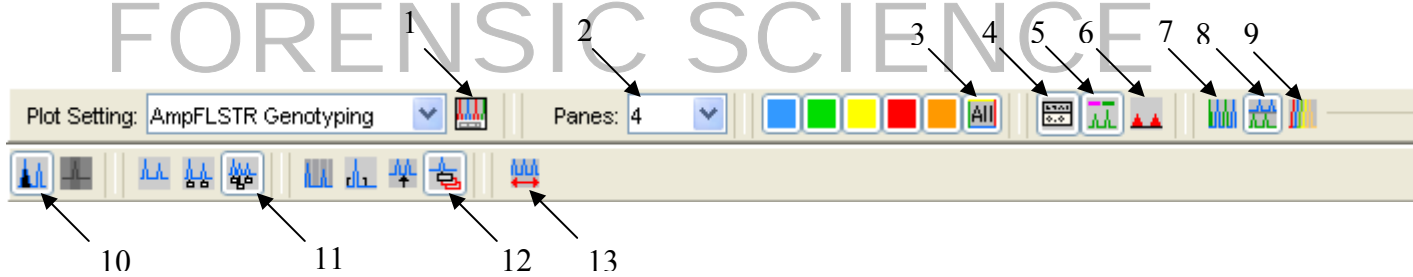 FORENSIC SCIENCE
1 2 3 4 5 6 7 8 9
Plot Setting: AmpFLSTR Genotyping Panes: 4 All
10 11 12 13